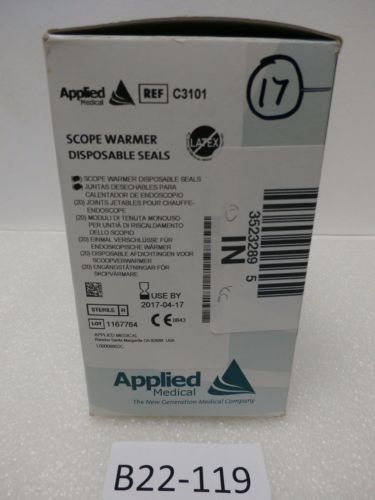 Applied
Medical
REF C3101
17
SCOPE WARMER
DISPOSABLE SEALS
LATEX
SCOPE WARMER DISPOSABLE SEALS
JUNTAS DESECHABLES PARA
CALENTADOR DE ENDOSCOPIO
(20) JOINTS JETABLES POUR CHAUFFE-
ENDOSCOPE
(20) MODULI DI TENUTA MONOUSO
PER UNTIA DI RISCALDAMENTO
DELLO SCOPIO
(20) EINMAL VERSCHLÜSSE FÜR
ENDOSKOPISCHE WÄRMER
(20) DISPOSABLE AFDICHTINGEN VOOR
SCOOPVERWARMER
(20) ENGÅNGSTÄTNINGAR FÖR
SKOPVÄRMARE
3523289 5
IN
USE BY
2017-04-17
STERILE R
LOT 1167764
CE 0843
APPLIED MEDICAL
Rancho Santa Margarita CA 92688 USA
Applied
Medical
The New Generation Medical Company
B22-119